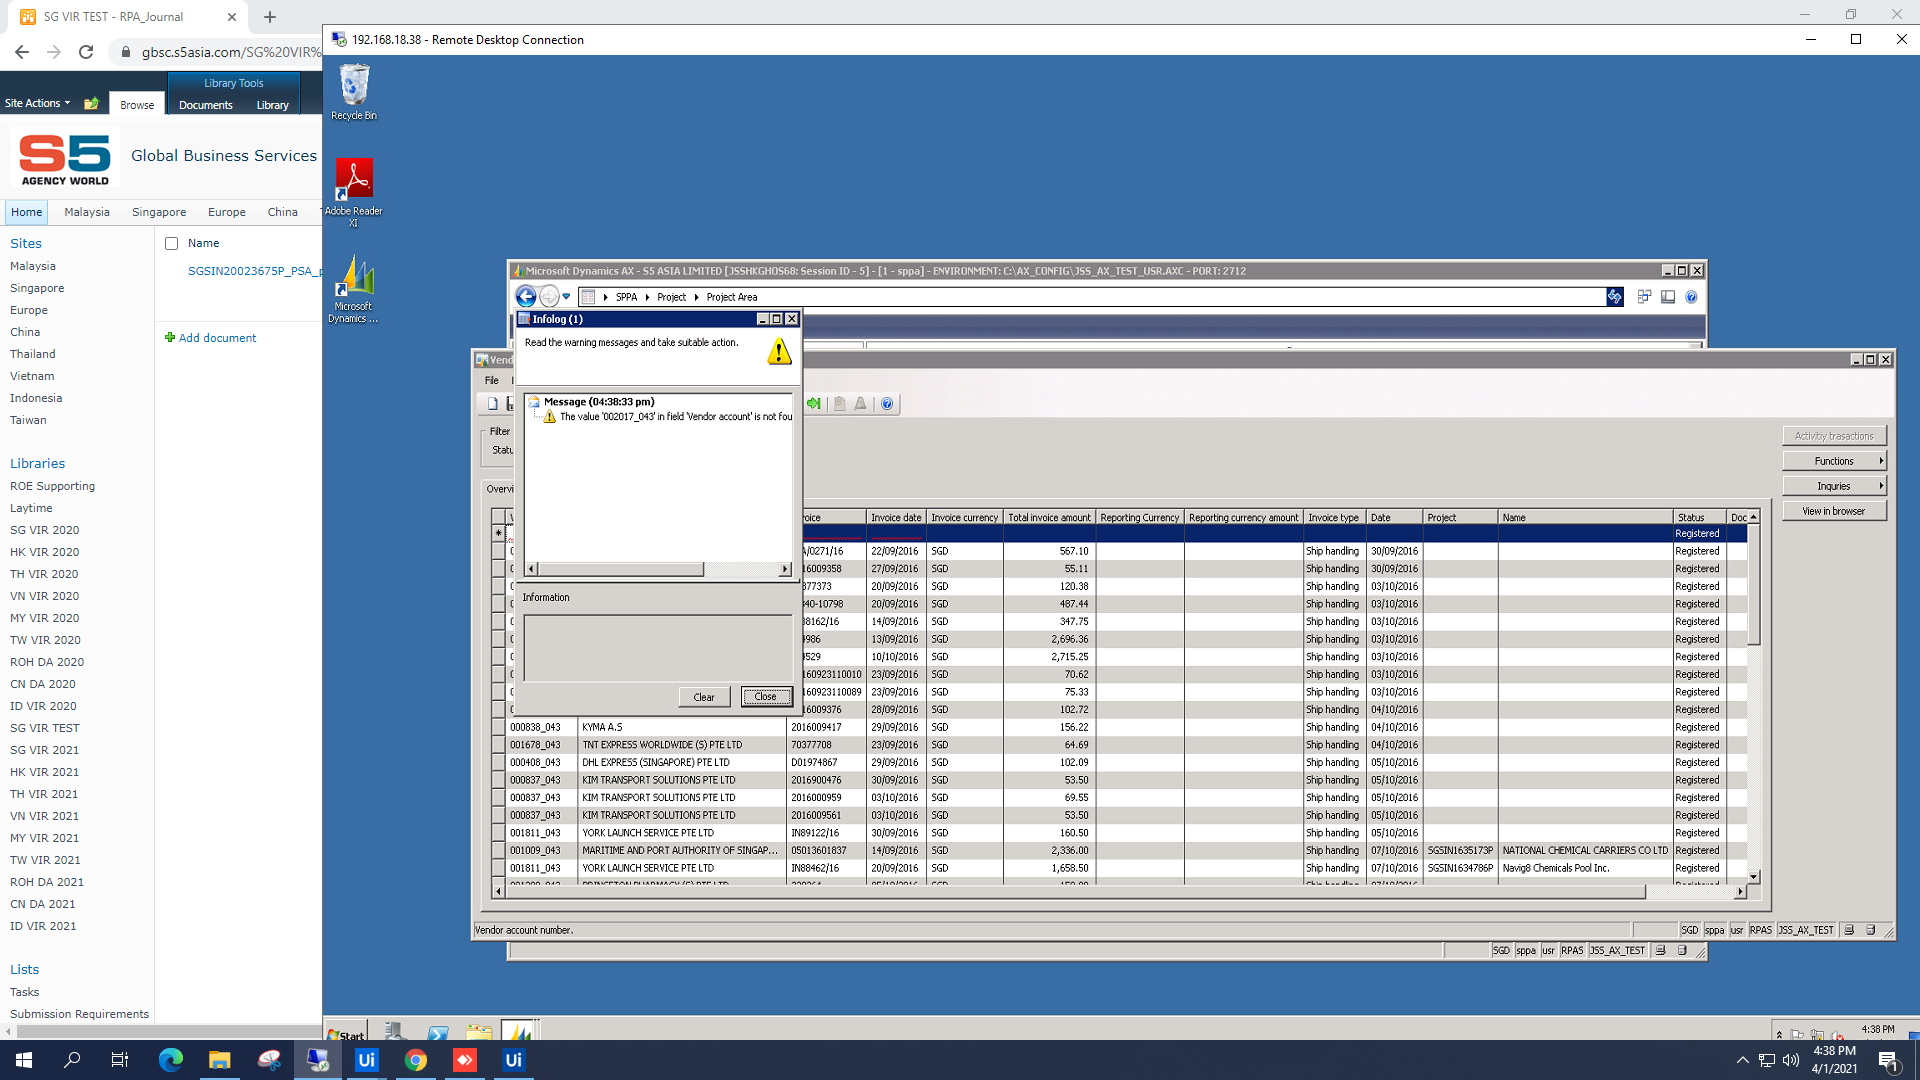 SG VIR TEST - RPA_Journal
gbsc.s5asia.com/SG%20VIR%
Site Actions
Browse
Library Tools
Documents
Library
S5
AGENCY WORLD
Global Business Services
Home
Malaysia
Singapore
Europe
China
Sites
Malaysia
Singapore
Europe
China
Thailand
Vietnam
Indonesia
Taiwan
Libraries
ROE Supporting
Laytime
SG VIR 2020
HK VIR 2020
TH VIR 2020
VN VIR 2020
MY VIR 2020
TW VIR 2020
ROH DA 2020
CN DA 2020
ID VIR 2020
SG VIR TEST
SG VIR 2021
HK VIR 2021
TH VIR 2021
VN VIR 2021
MY VIR 2021
TW VIR 2021
ROH DA 2021
CN DA 2021
ID VIR 2021
Lists
Tasks
Submission Requirements
Name
SGSIN20023675P_PSA_p
Add document
192.168.18.38 - Remote Desktop Connection
Recycle Bin
Adobe Reader
XI
Microsoft
Dynamics ...
Microsoft Dynamics AX - S5 ASIA LIMITED [JSSHKGHOS68: Session ID - 5] - [1 - sppa] - ENVIRONMENT: C:\AX_CONFIG\JSS_AX_TEST_USR.AXC - PORT: 2712
SPPA
Project
Project Area
Infolog (1)
Read the warning messages and take suitable action.
Message (04:38:33 pm)
The value '002017_043' in field 'Vendor account' is not fou
Information
Clear
Close
Vend
File
Filter
Statu
Overvi
Activitiy trasactions
Functions
Inquries
View in browser
voice Invoice date Invoice currency Total invoice amount Reporting Currency Reporting currency amount Invoice type Date Project Name Status Doc
Registered
A/0271/16 22/09/2016 SGD 567.10 Ship handling 30/09/2016 Registered
016009358 27/09/2016 SGD 55.11 Ship handling 30/09/2016 Registered
377373 20/09/2016 SGD 120.38 Ship handling 03/10/2016 Registered
340-10798 20/09/2016 SGD 487.44 Ship handling 03/10/2016 Registered
38162/16 14/09/2016 SGD 347.75 Ship handling 03/10/2016 Registered
4986 13/09/2016 SGD 2,696.36 Ship handling 03/10/2016 Registered
4529 10/10/2016 SGD 2,715.25 Ship handling 03/10/2016 Registered
0160923110010 23/09/2016 SGD 70.62 Ship handling 03/10/2016 Registered
0160923110089 23/09/2016 SGD 75.33 Ship handling 03/10/2016 Registered
016009376 28/09/2016 SGD 102.72 Ship handling 04/10/2016 Registered
000838_043 KYMA A.S 2016009417 29/09/2016 SGD 156.22 Ship handling 04/10/2016 Registered
001678_043 TNT EXPRESS WORLDWIDE (S) PTE LTD 70377708 23/09/2016 SGD 64.69 Ship handling 04/10/2016 Registered
000408_043 DHL EXPRESS (SINGAPORE) PTE LTD D01974867 29/09/2016 SGD 102.09 Ship handling 05/10/2016 Registered
000837_043 KIM TRANSPORT SOLUTIONS PTE LTD 2016900476 30/09/2016 SGD 53.50 Ship handling 05/10/2016 Registered
000837_043 KIM TRANSPORT SOLUTIONS PTE LTD 2016000959 03/10/2016 SGD 69.55 Ship handling 05/10/2016 Registered
000837_043 KIM TRANSPORT SOLUTIONS PTE LTD 2016009561 03/10/2016 SGD 53.50 Ship handling 05/10/2016 Registered
001811_043 YORK LAUNCH SERVICE PTE LTD IN89122/16 30/09/2016 SGD 160.50 Ship handling 05/10/2016 Registered
001009_043 MARITIME AND PORT AUTHORITY OF SINGAP... 05013601837 14/09/2016 SGD 2,336.00 Ship handling 07/10/2016 SGSIN1635173P NATIONAL CHEMICAL CARRIERS CO LTD Registered
001811_043 YORK LAUNCH SERVICE PTE LTD IN88462/16 20/09/2016 SGD 1,658.50 Ship handling 07/10/2016 SGSIN1634786P Navig8 Chemicals Pool Inc. Registered
Vendor account number.
SGD sppa usr RPAS JSS_AX_TEST
SGD sppa usr RPAS JSS_AX_TEST
Start
4:38 PM
Ui
Ui
4:38 PM
4/1/2021
1